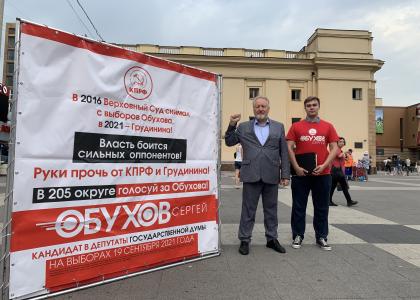 КПРФ
В 2016 Верховный Суд снимал
с выборов Обухова,
в 2021 – Грудинина!
Власть боится
сильных оппонентов!
Руки прочь от КПРФ и Грудинина!
В 205 округе голосуй за Обухова!
ОБУХОВ
СЕРГЕЙ
КАНДИДАТ В ДЕПУТАТЫ ГОСУДАРСТВЕННОЙ ДУМЫ
НА ВЫБОРАХ 19 СЕНТЯБРЯ 2021 ГОДА
ОБУХОВ